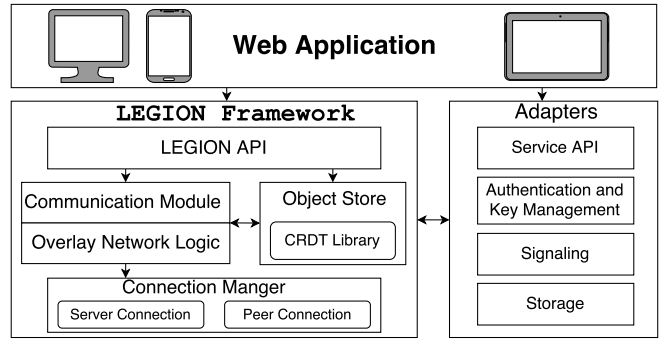 Web Application
LEGION Framework
LEGION API
Communication Module
Overlay Network Logic
Object Store
CRDT Library
Connection Manger
Server Connection
Peer Connection
Adapters
Service API
Authentication and
Key Management
Signaling
Storage